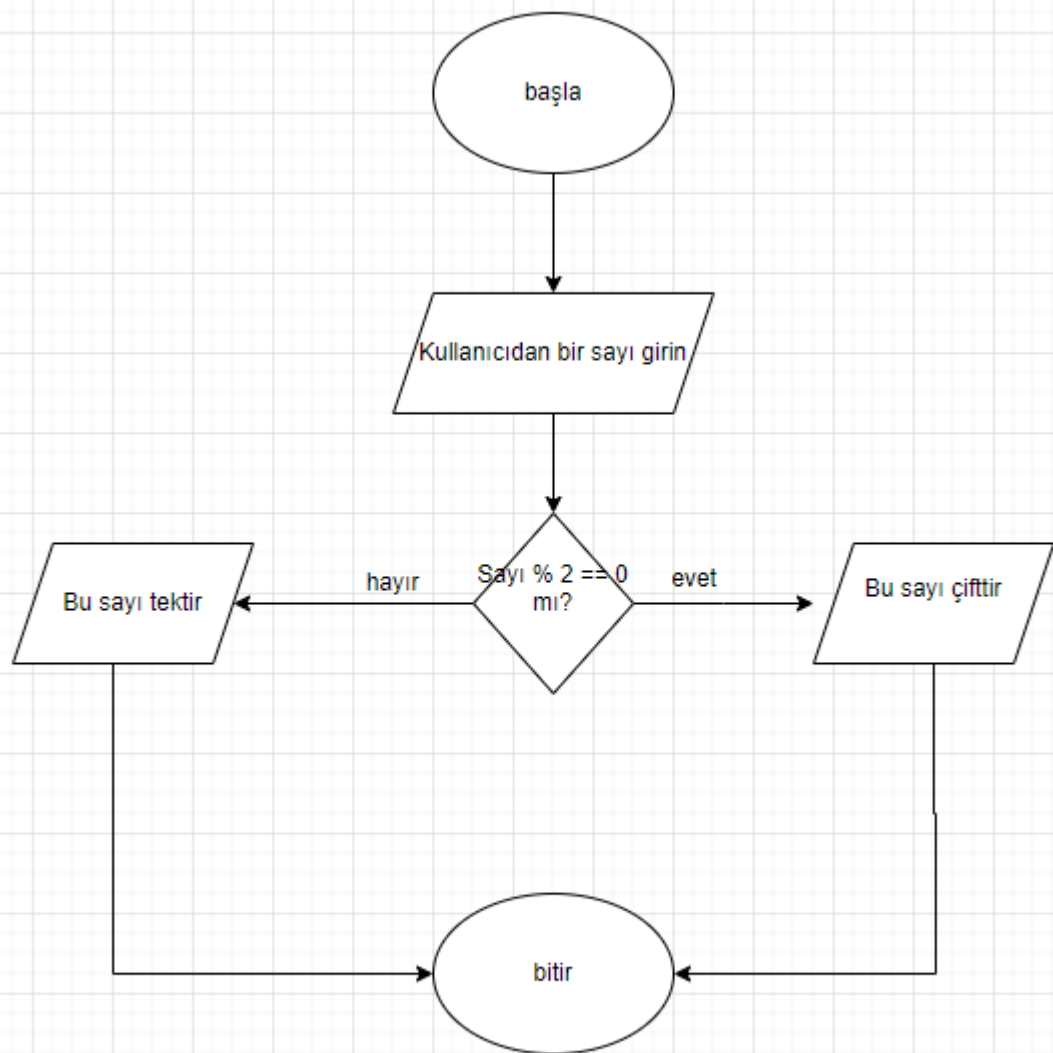 başla
Kullanıcıdan bir sayı girin
Sayı % 2 == 0
mı?
hayır
evet
Bu sayı tektir
Bu sayı çifttir
bitir